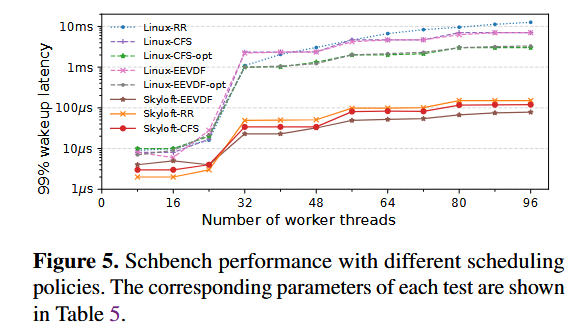 10ms
1ms
100μs
10μs
1μs
99% wakeup latency
Linux-RR
Linux-CFS
Linux-CFS-opt
Linux-EEVDF
Linux-EEVDF-opt
Skyloft-EEVDF
Skyloft-RR
Skyloft-CFS
0 16 32 48 64 80 96
Number of worker threads
Figure 5. Schbench performance with different scheduling
policies. The corresponding parameters of each test are shown
in Table 5.